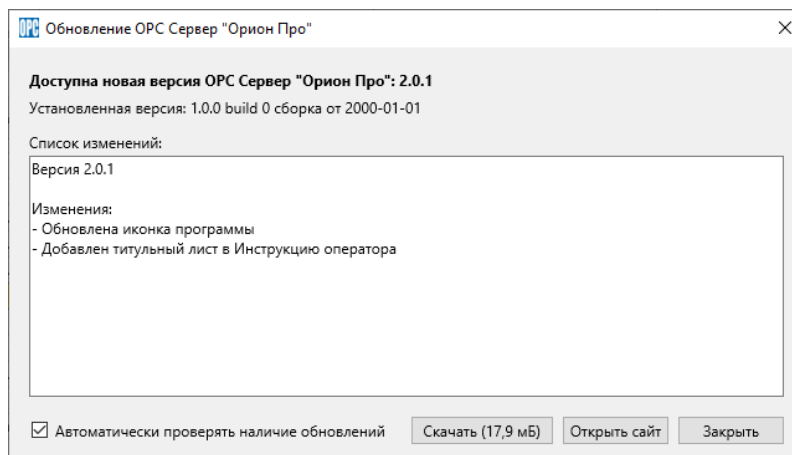 OPC Обновление OPC Сервер "Орион Про"
Доступна новая версия OPC Сервер "Орион Про": 2.0.1
Установленная версия: 1.0.0 build 0 сборка от 2000-01-01
Список изменений:
Версия 2.0.1
Изменения:
- Обновлена иконка программы
- Добавлен титульный лист в Инструкцию оператора
Автоматически проверять наличие обновлений
Скачать (17,9 мБ)
Открыть сайт
Закрыть